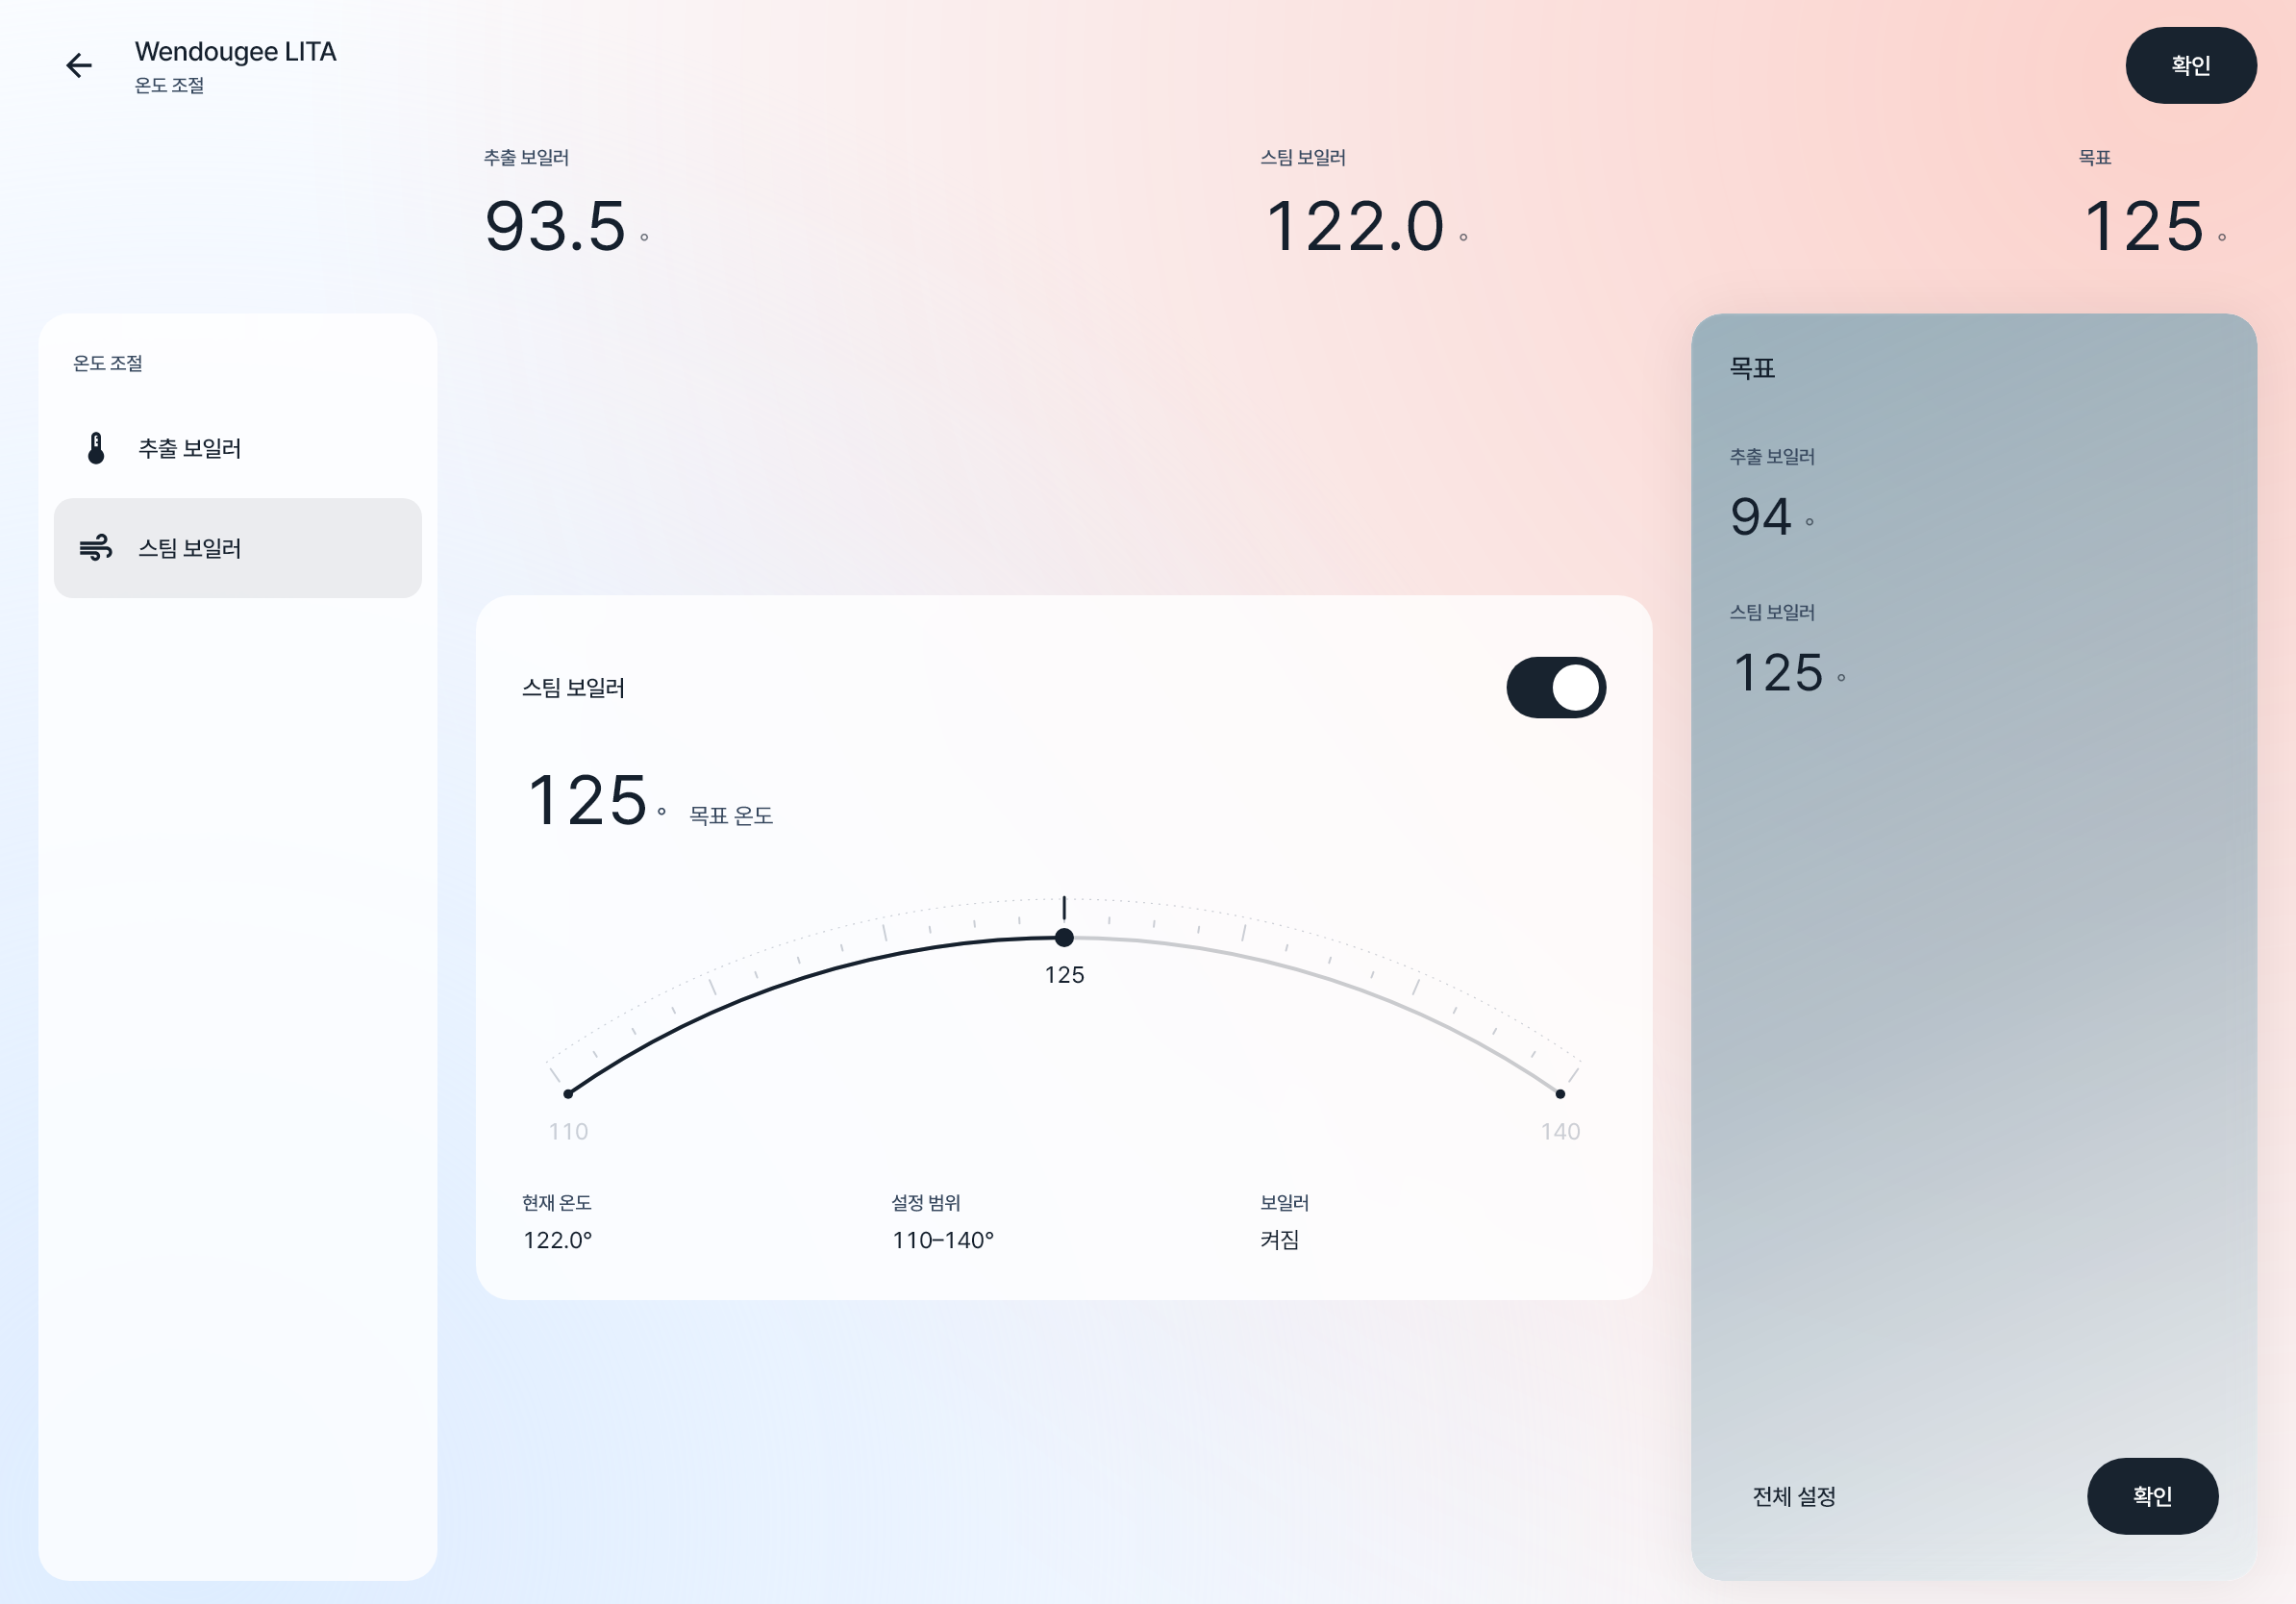 Wendougee LITA
온도 조절
확인
추출 보일러
93.5°
스팀 보일러
122.0°
목표
125°
온도 조절
추출 보일러
스팀 보일러
스팀 보일러
125° 목표 온도
125
110
140
현재 온도
122.0°
설정 범위
110–140°
보일러
켜짐
목표
추출 보일러
94°
스팀 보일러
125°
전체 설정
확인